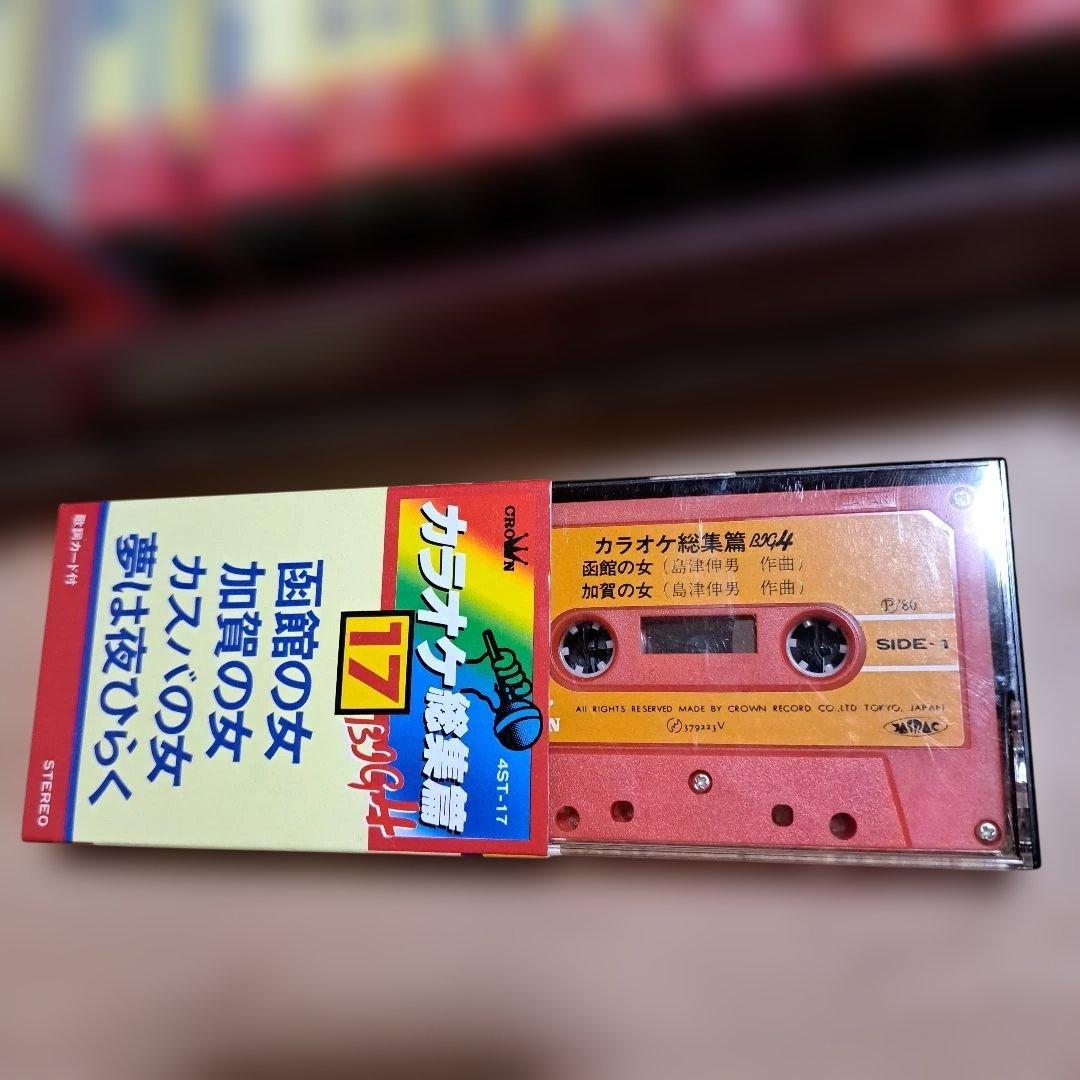 CROWN
カラオケ総集篇
BIG4
17
4ST-17
函館の女
加賀の女
カスバの女
夢は夜ひらく
歌詞カード付
STEREO
カラオケ総集篇 BIG4
函館の女（島津伸男 作曲）
加賀の女（島津伸男 作曲）
Ⓟ'80
SIDE-1
All RIGHTS RESERVED MADE BY CROWN RECORD CO.,LTD TOKYO, JAPAN
379223V
JASRAC